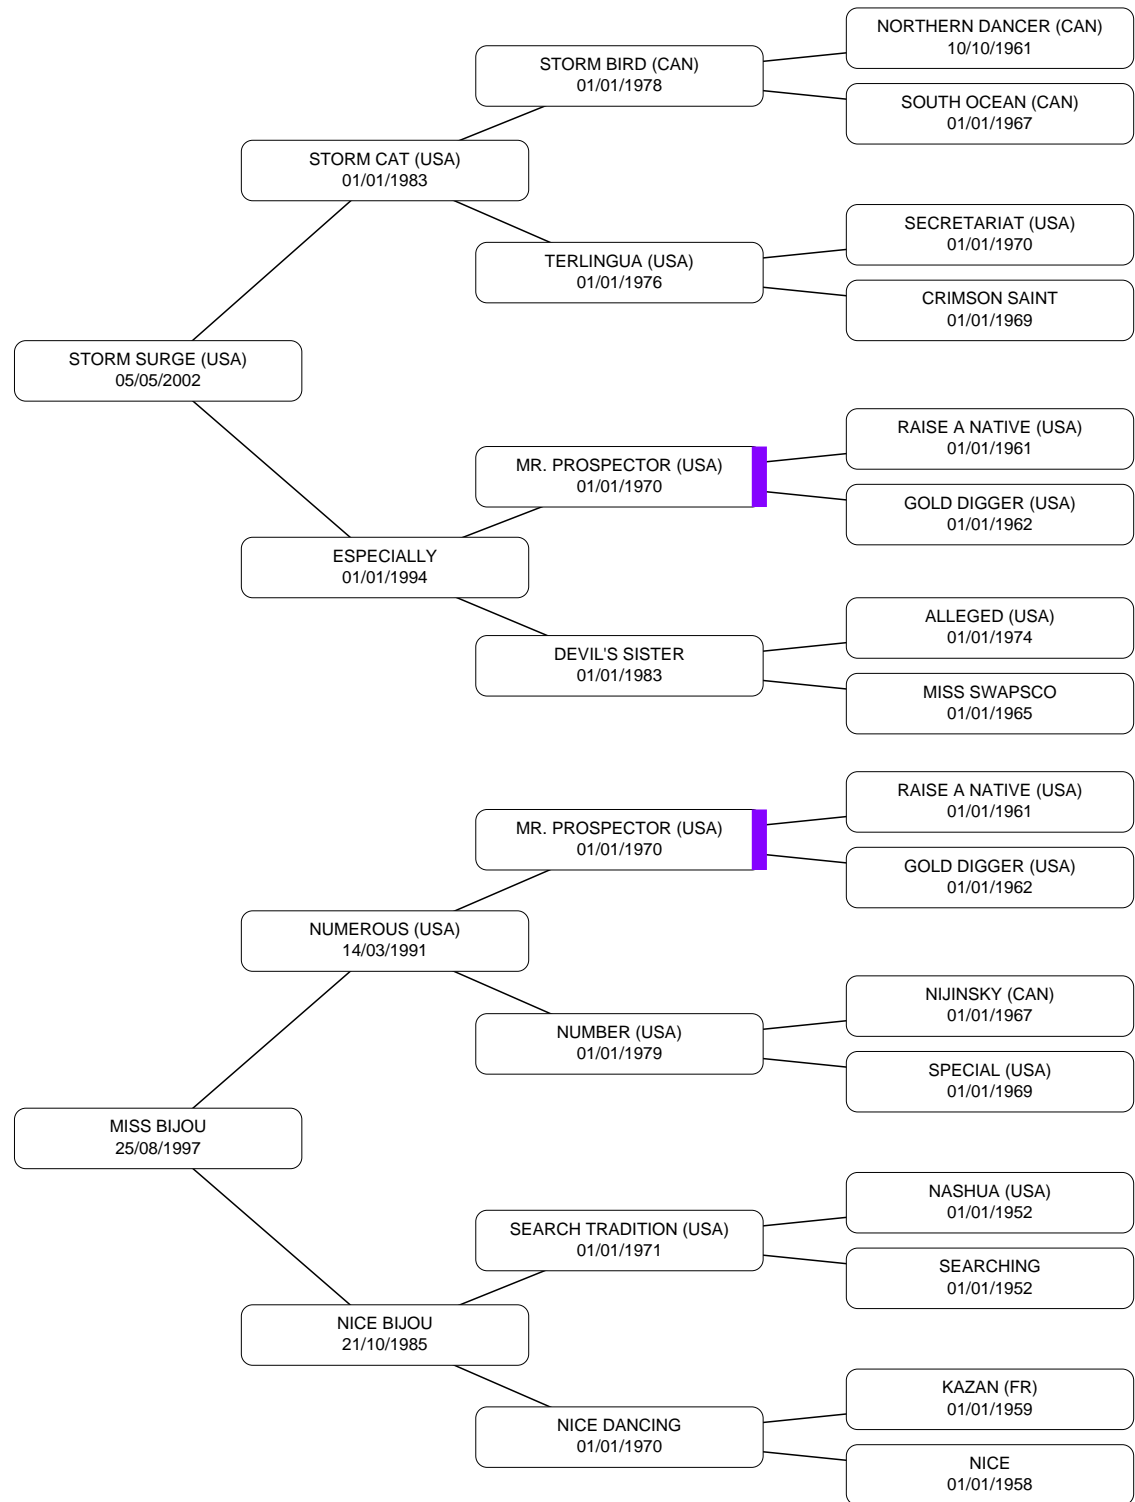 NORTHERN DANCER (CAN)
10/10/1961
STORM BIRD (CAN)
01/01/1978
SOUTH OCEAN (CAN)
01/01/1967
STORM CAT (USA)
01/01/1983
SECRETARIAT (USA)
01/01/1970
TERLINGUA (USA)
01/01/1976
CRIMSON SAINT
01/01/1969
STORM SURGE (USA)
05/05/2002
RAISE A NATIVE (USA)
01/01/1961
MR. PROSPECTOR (USA)
01/01/1970
GOLD DIGGER (USA)
01/01/1962
ESPECIALLY
01/01/1994
ALLEGED (USA)
01/01/1974
DEVIL'S SISTER
01/01/1983
MISS SWAPSCO
01/01/1965
RAISE A NATIVE (USA)
01/01/1961
MR. PROSPECTOR (USA)
01/01/1970
GOLD DIGGER (USA)
01/01/1962
NUMEROUS (USA)
14/03/1991
NIJINSKY (CAN)
01/01/1967
NUMBER (USA)
01/01/1979
SPECIAL (USA)
01/01/1969
MISS BIJOU
25/08/1997
NASHUA (USA)
01/01/1952
SEARCH TRADITION (USA)
01/01/1971
SEARCHING
01/01/1952
NICE BIJOU
21/10/1985
KAZAN (FR)
01/01/1959
NICE DANCING
01/01/1970
NICE
01/01/1958